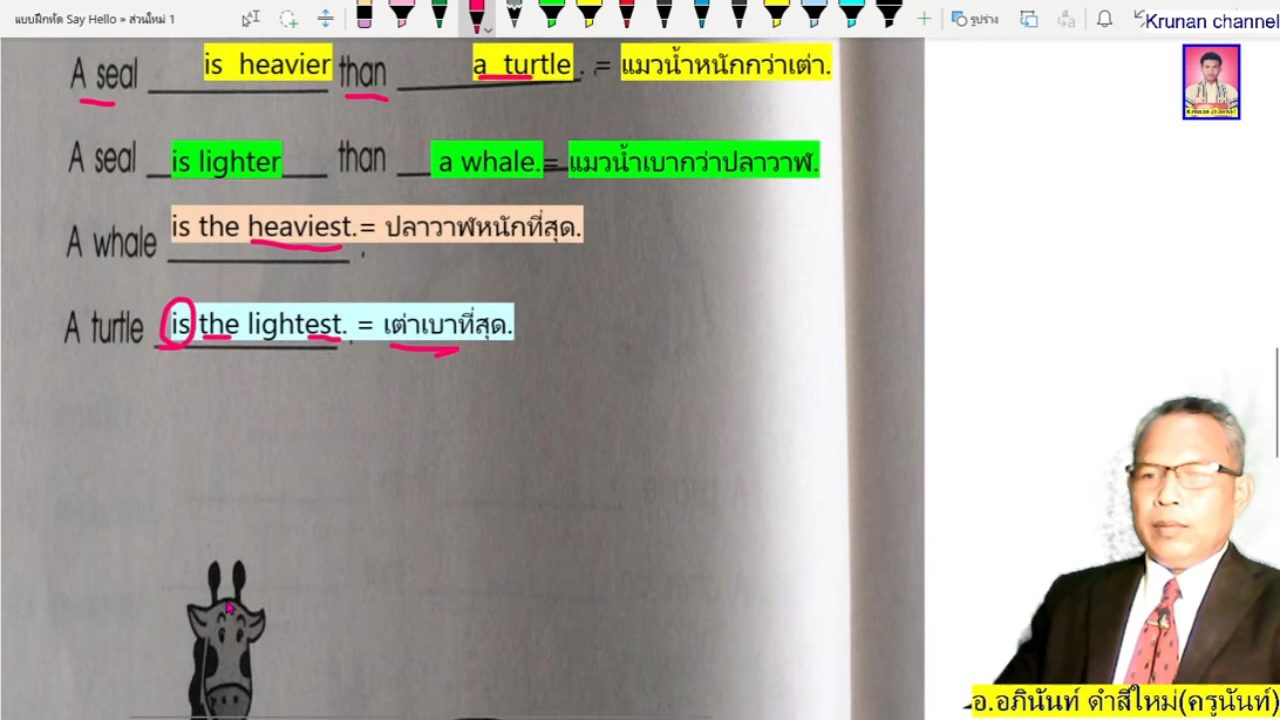 แบบฝึกหัด Say Hello » ส่วนใหม่ 1
รูปร่าง
Krunan channel
A seal is heavier than a turtle . = แมวน้ำหนักกว่าเต่า.
A seal is lighter than a whale. = แมวน้ำเบากว่าปลาวาฬ.
A whale is the heaviest. = ปลาวาฬหนักที่สุด.
A turtle is the lightest. = เต่าเบาที่สุด.
อ.อภินันท์ ดำสีใหม่(ครูนันท์)